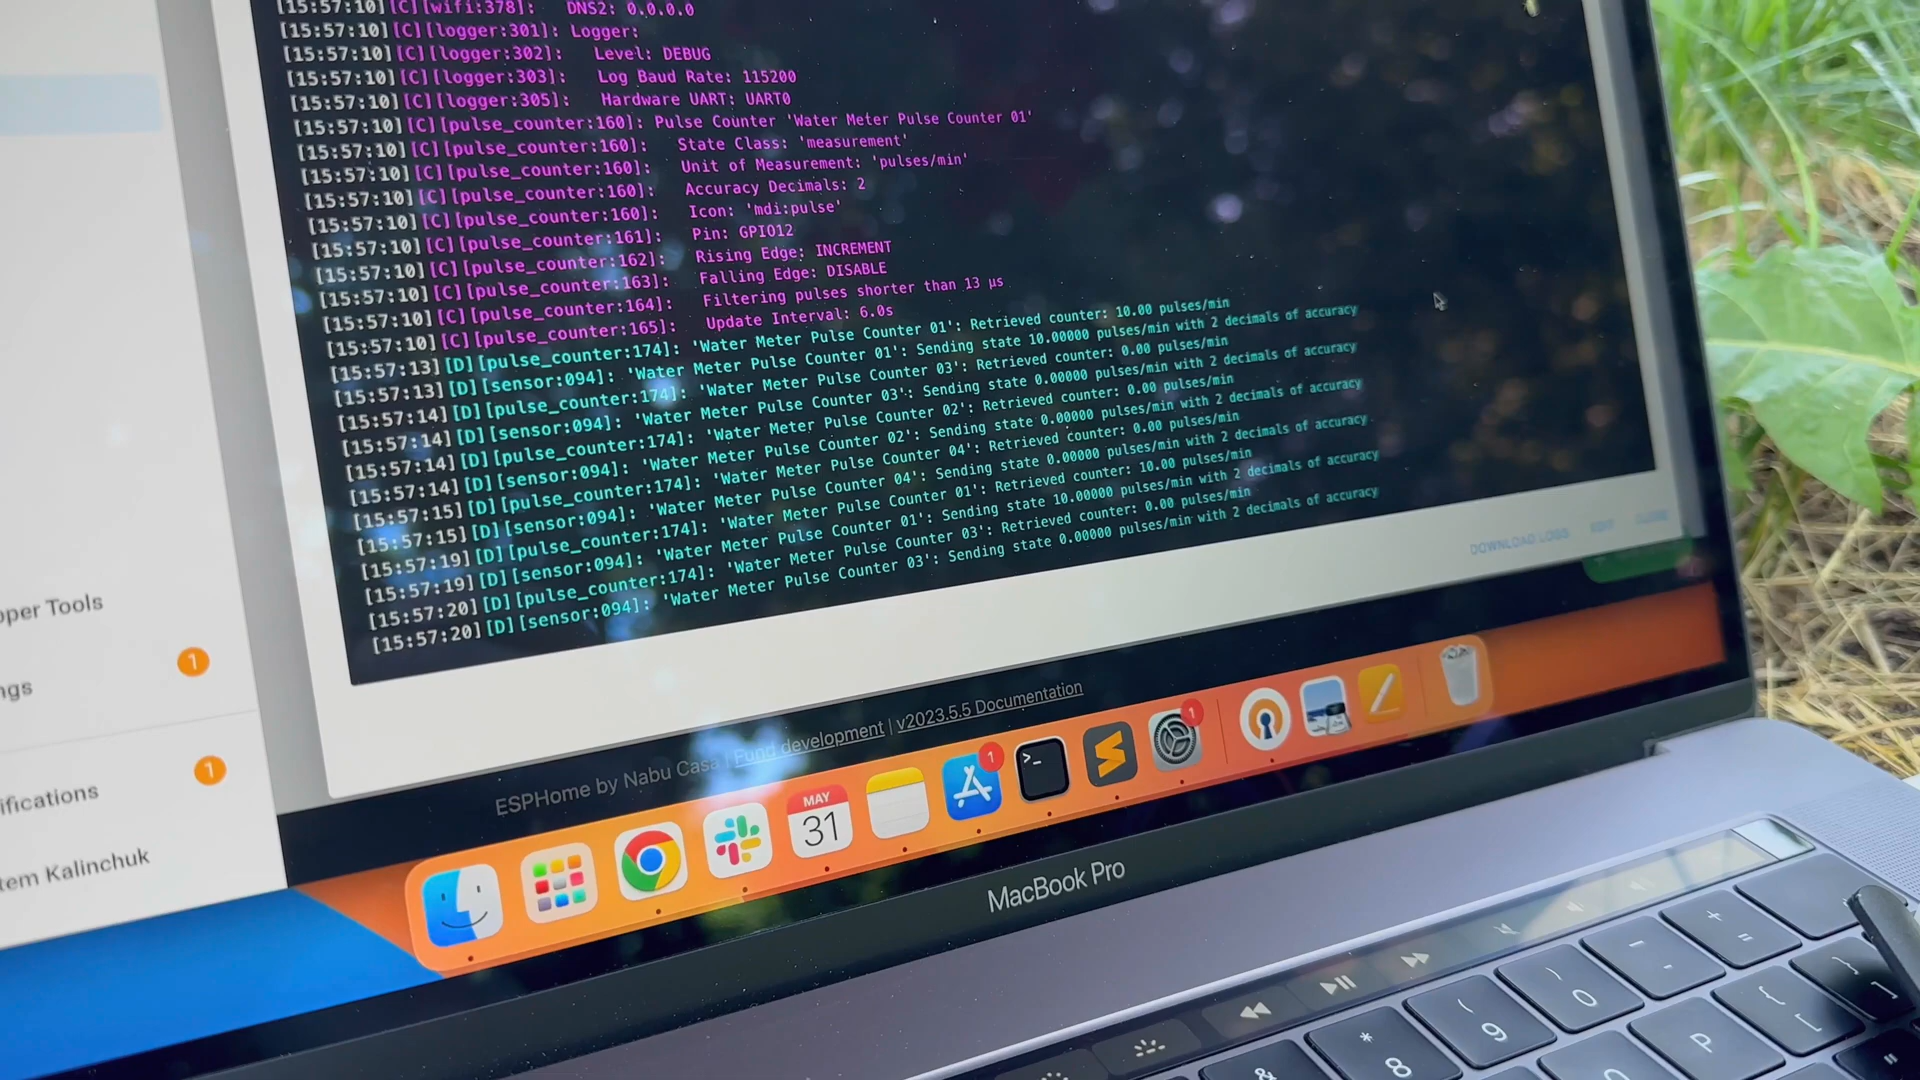 [15:57:10][C][wifi:378]: DNS2: 0.0.0.0
[15:57:10][C][logger:301]: Logger:
[15:57:10][C][logger:302]: Level: DEBUG
[15:57:10][C][logger:303]: Log Baud Rate: 115200
[15:57:10][C][logger:305]: Hardware UART: UART0
[15:57:10][C][pulse_counter:160]: Pulse Counter 'Water Meter Pulse Counter 01'
[15:57:10][C][pulse_counter:160]: State Class: 'measurement'
[15:57:10][C][pulse_counter:160]: Unit of Measurement: 'pulses/min'
[15:57:10][C][pulse_counter:160]: Accuracy Decimals: 2
[15:57:10][C][pulse_counter:160]: Icon: 'mdi:pulse'
[15:57:10][C][pulse_counter:161]: Pin: GPIO12
[15:57:10][C][pulse_counter:162]: Rising Edge: INCREMENT
[15:57:10][C][pulse_counter:163]: Falling Edge: DISABLE
[15:57:10][C][pulse_counter:164]: Filtering pulses shorter than 13 µs
[15:57:10][C][pulse_counter:165]: Update Interval: 6.0s
[15:57:13][D][pulse_counter:174]: 'Water Meter Pulse Counter 01': Retrieved counter: 10.00 pulses/min
[15:57:13][D][sensor:094]: 'Water Meter Pulse Counter 01': Sending state 10.00000 pulses/min with 2 decimals of accuracy
[15:57:14][D][pulse_counter:174]: 'Water Meter Pulse Counter 03': Retrieved counter: 0.00 pulses/min
[15:57:14][D][sensor:094]: 'Water Meter Pulse Counter 03': Sending state 0.00000 pulses/min with 2 decimals of accuracy
[15:57:14][D][pulse_counter:174]: 'Water Meter Pulse Counter 02': Retrieved counter: 0.00 pulses/min
[15:57:14][D][sensor:094]: 'Water Meter Pulse Counter 02': Sending state 0.00000 pulses/min with 2 decimals of accuracy
[15:57:15][D][pulse_counter:174]: 'Water Meter Pulse Counter 04': Retrieved counter: 0.00 pulses/min
[15:57:15][D][sensor:094]: 'Water Meter Pulse Counter 04': Sending state 0.00000 pulses/min with 2 decimals of accuracy
[15:57:19][D][pulse_counter:174]: 'Water Meter Pulse Counter 01': Retrieved counter: 10.00 pulses/min
[15:57:19][D][sensor:094]: 'Water Meter Pulse Counter 01': Sending state 10.00000 pulses/min with 2 decimals of accuracy
[15:57:20][D][pulse_counter:174]: 'Water Meter Pulse Counter 03': Retrieved counter: 0.00 pulses/min
[15:57:20][D][sensor:094]: 'Water Meter Pulse Counter 03': Sending state 0.00000 pulses/min with 2 decimals of accuracy
DOWNLOAD LOGS EDIT
oper Tools
ngs 1
ifications 1
tem Kalinchuk
ESPHome by Nabu Casa | Fund development | v2023.5.5 Documentation
MAY
31
1
>_
1
MacBook Pro
+
=
_
-
)
0
(
9
*
8
&
{
[
}
]
P
O
"